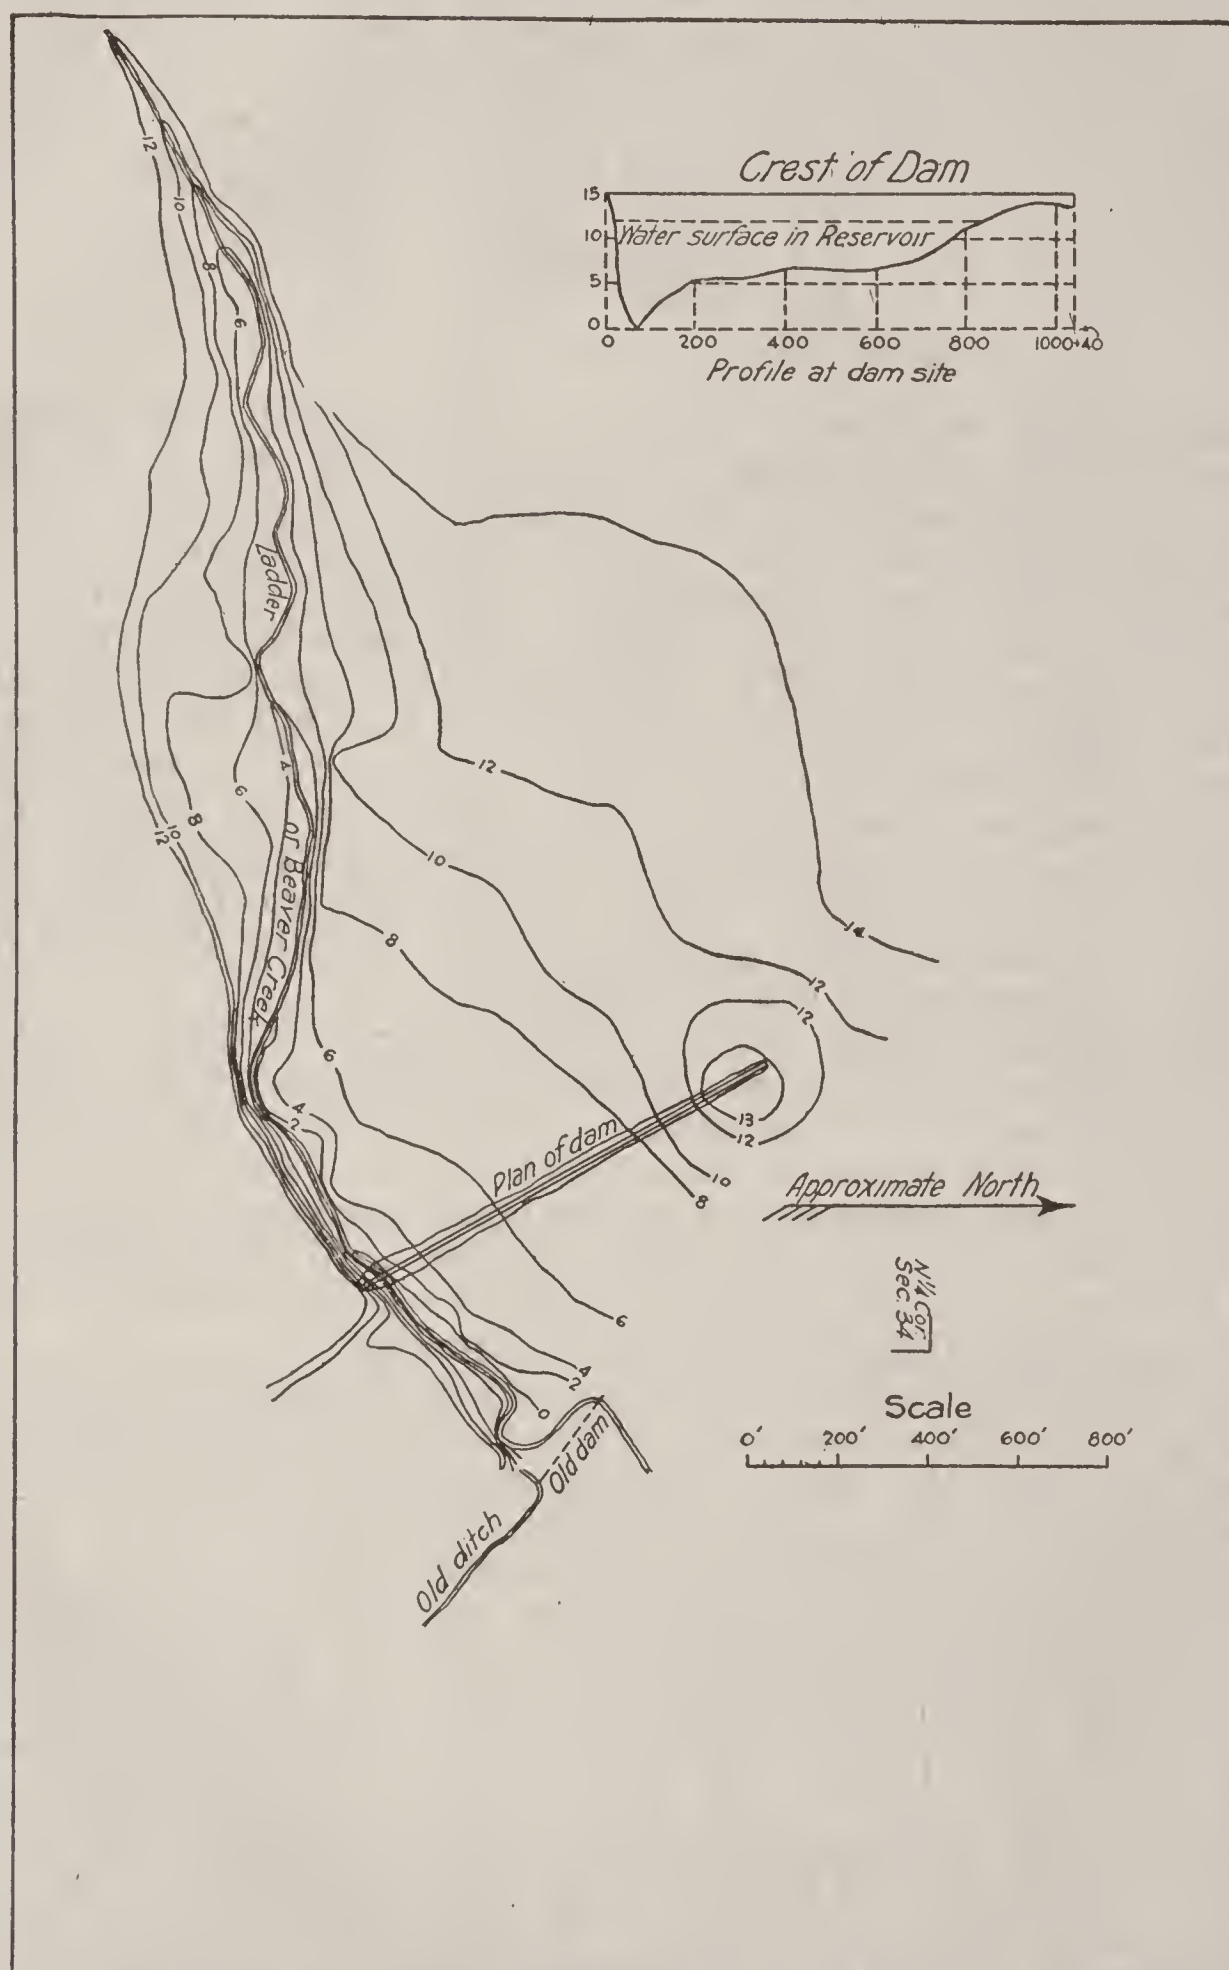 Crest of Dam
15
Water surface in Reservoir
10
5
0
0 200 400 600 800 1000+40
Profile at dam site
12
10
8
6
Ladder
4
12
6
8
10
12
or Beaver Creek
10
8
14
12
12
6
4
2
13
12
Plan of dam
10
8
Approximate North
N¼ Cor.
Sec. 34
6
4
2
0
Scale
0' 200' 400' 600' 800'
Old dam
Old ditch